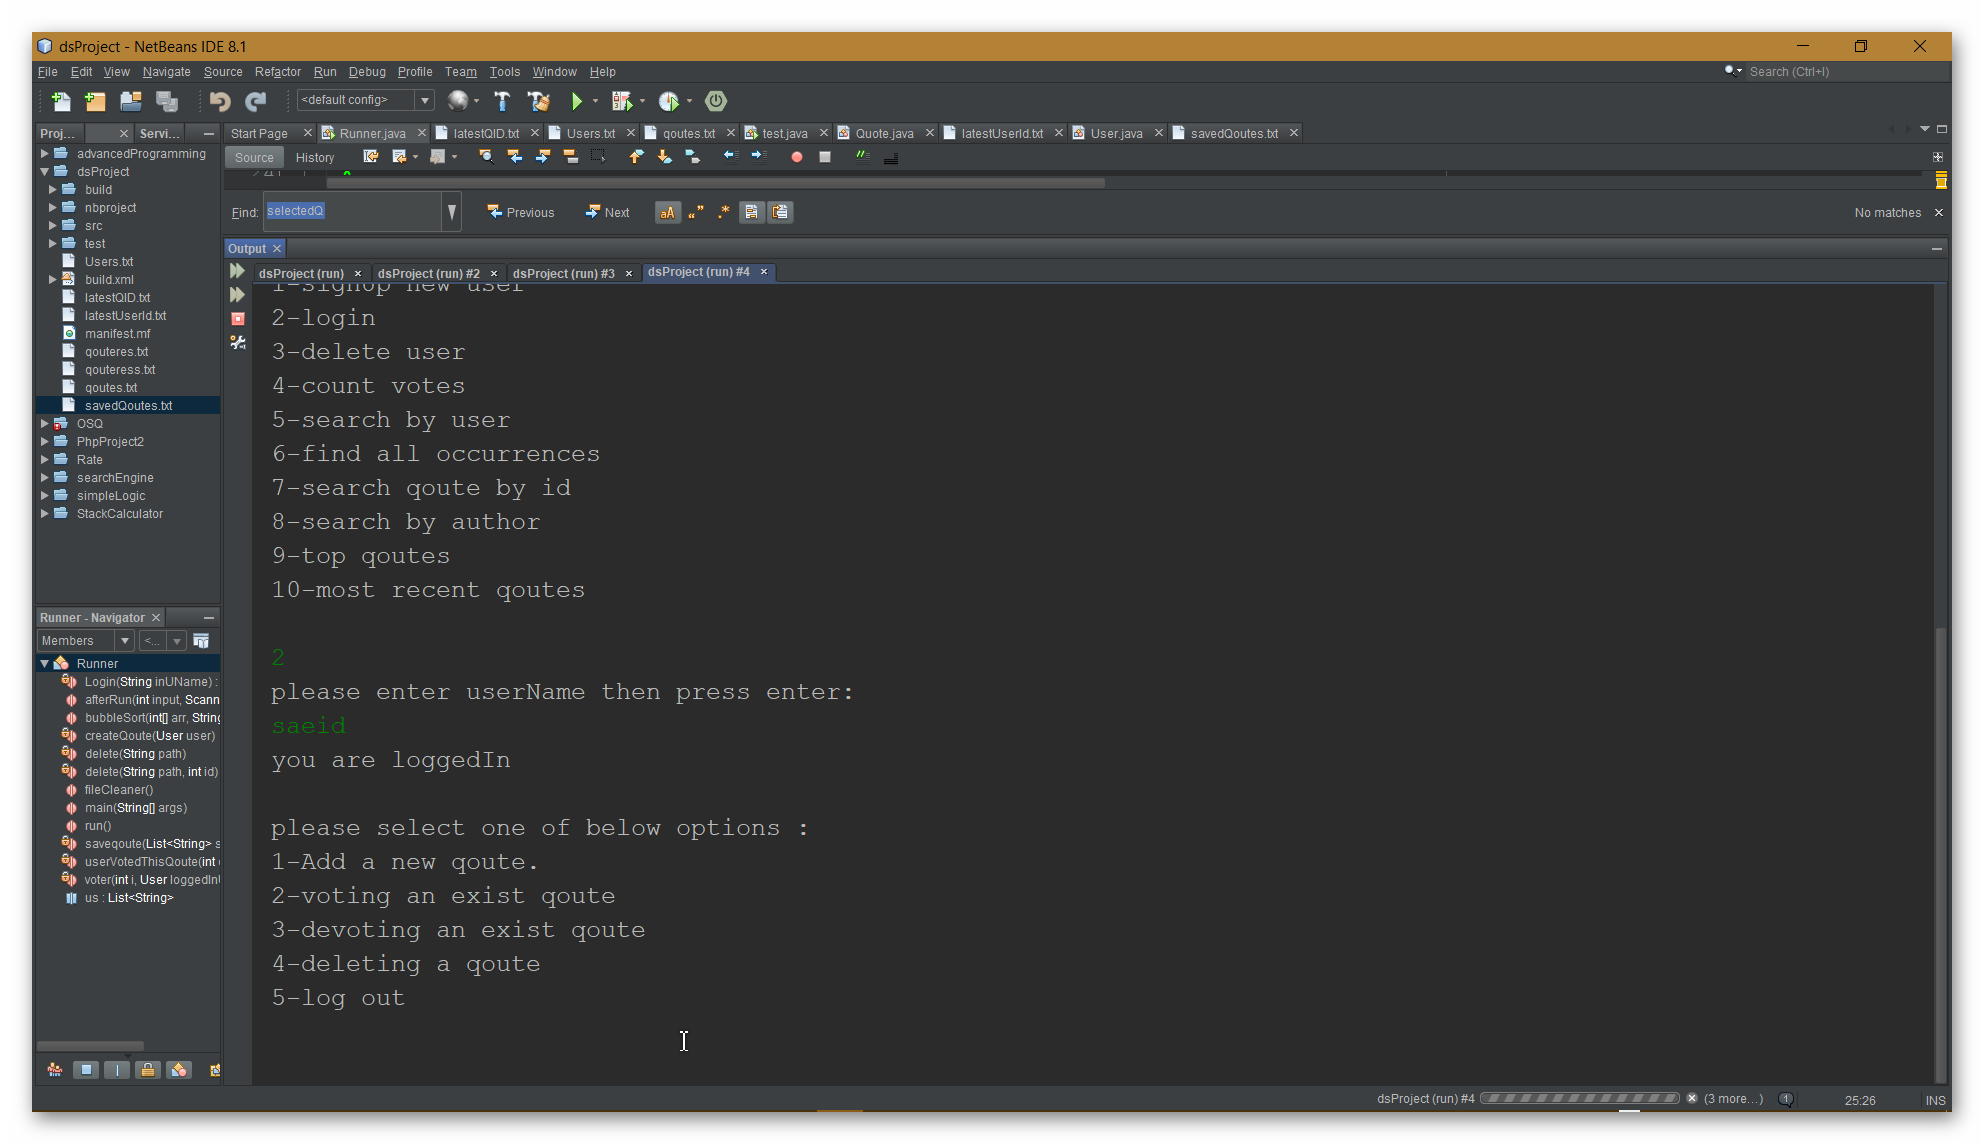 dsProject - NetBeans IDE 8.1
File Edit View Navigate Source Refactor Run Debug Profile Team Tools Window Help
Search (Ctrl+I)
<default config>
Proj... Servi...
Start Page Runner.java latestQID.txt Users.txt qoutes.txt test.java Quote.java latestUserId.txt User.java savedQoutes.txt
Source History
Find: selectedQ Previous Next No matches
advancedProgramming
dsProject
build
nbproject
src
test
Users.txt
build.xml
latestQID.txt
latestUserId.txt
manifest.mf
qouteres.txt
qouteress.txt
qoutes.txt
savedQoutes.txt
OSQ
PhpProject2
Rate
searchEngine
simpleLogic
StackCalculator
Runner - Navigator
Members <...
Runner
Login(String inUName) :
afterRun(int input, Scann
bubbleSort(int[] arr, String
createQoute(User user)
delete(String path)
delete(String path, int id)
fileCleaner()
main(String[] args)
run()
saveqoute(List<String> s
userVotedThisQoute(int
voter(int i, User loggedInU
us : List<String>
Output
dsProject (run) dsProject (run) #2 dsProject (run) #3 dsProject (run) #4
1-signup new user
2-login
3-delete user
4-count votes
5-search by user
6-find all occurrences
7-search qoute by id
8-search by author
9-top qoutes
10-most recent qoutes
2
please enter userName then press enter:
saeid
you are loggedIn
please select one of below options :
1-Add a new qoute.
2-voting an exist qoute
3-devoting an exist qoute
4-deleting a qoute
5-log out
dsProject (run) #4 (3 more...) 1 25:26 INS